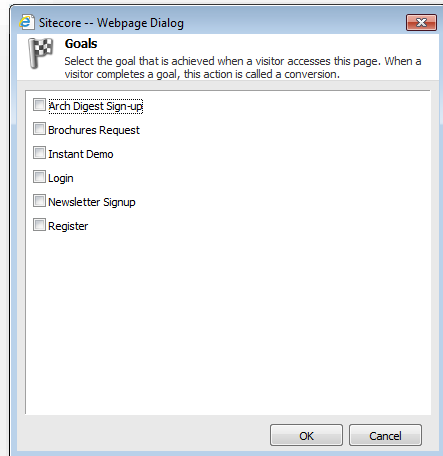 Sitecore -- Webpage Dialog
Goals
Select the goal that is achieved when a visitor accesses this page. When a
visitor completes a goal, this action is called a conversion.
Arch Digest Sign-up
Brochures Request
Instant Demo
Login
Newsletter Signup
Register
OK
Cancel